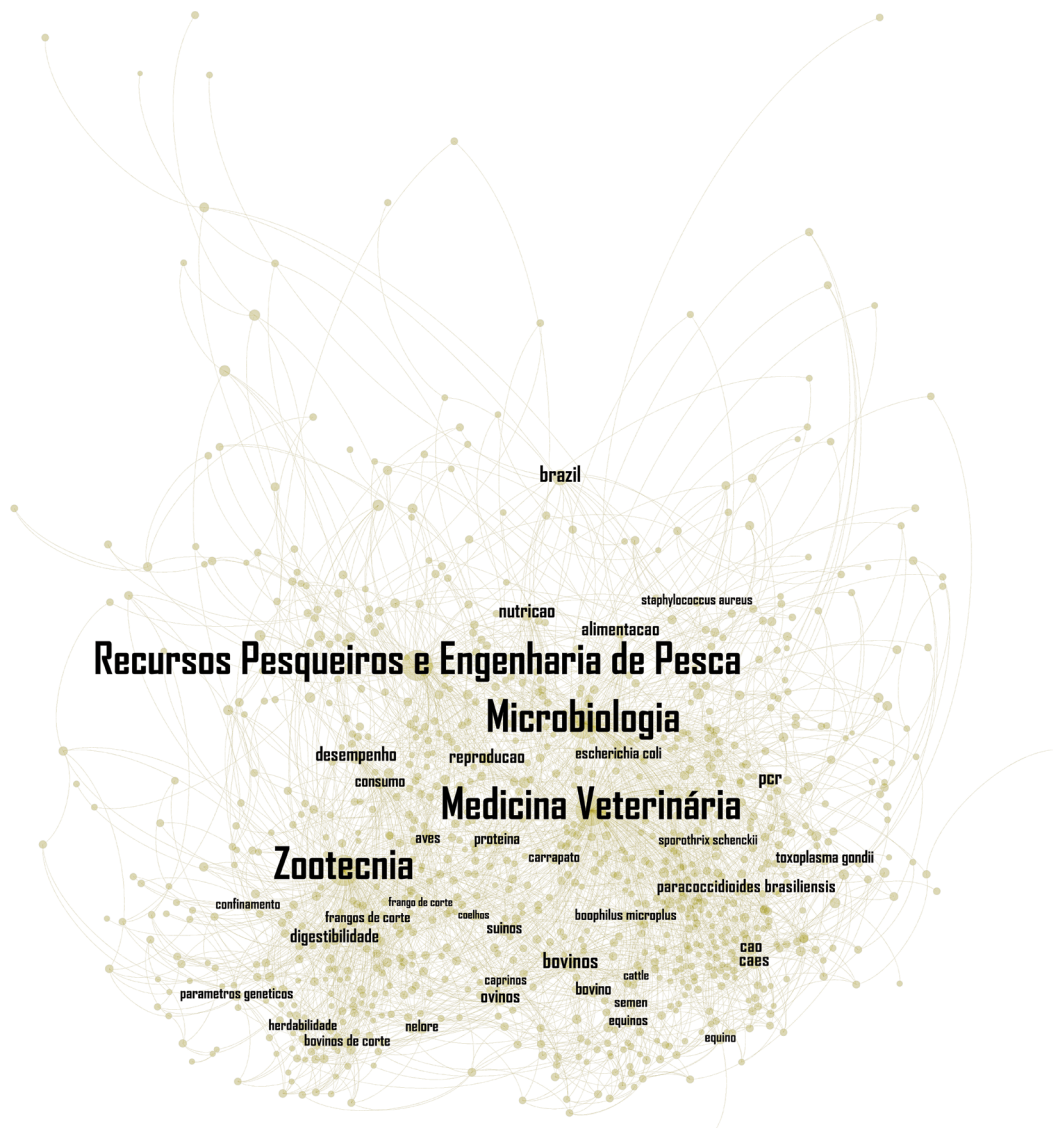 brazil
staphylococcus aureus
nutricao
alimentacao
Recursos Pesqueiros e Engenharia de Pesca
Microbiologia
desempenho
reproducao
escherichia coli
consumo
pcr
Medicina Veterinária
aves
proteina
sporothrix schenckii
carrapato
toxoplasma gondii
Zootecnia
paracoccidioides brasiliensis
confinamento
frango de corte
frangos de corte
coelhos
boophilus microplus
suinos
digestibilidade
cao
caes
bovinos
cattle
caprinos
bovino
parametros geneticos
ovinos
semen
herdabilidade
nelore
equinos
bovinos de corte
equino